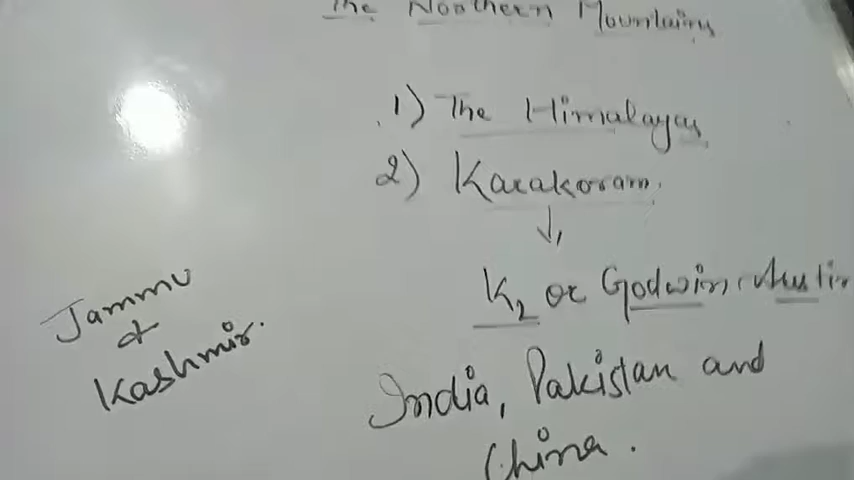 The Northern Mountains
1) The Himalayas
2) Karakoram.
K2 or Godwin Austin
India, Pakistan and
China.
Jammu
&
Kashmir.